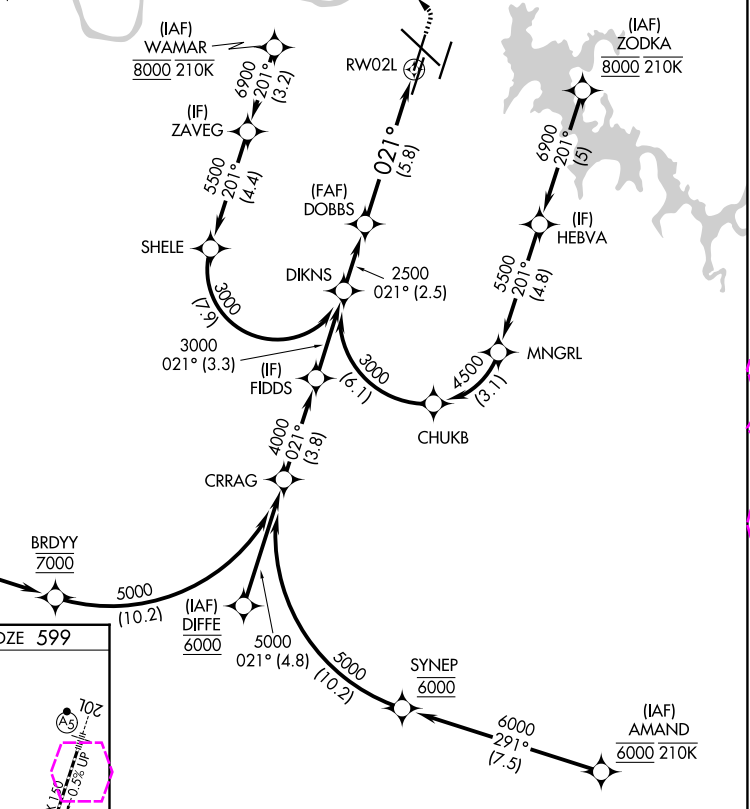 (IAF)
WAMAR
8000 210K
6900
201°
(3.2)
(IF)
ZAVEG
5500
201°
(4.4)
SHELE
3000
(7.9)
RW02L
021°
(5.8)
(FAF)
DOBBS
DIKNS
2500
021° (2.5)
3000
021° (3.3)
(IF)
FIDDS
4000
021°
(3.8)
CRRAG
(IAF)
ZODKA
8000 210K
6900
201°
(5)
(IF)
HEBVA
5500
201°
(4.8)
MNGRL
4500
(3.1)
CHUKB
3000
(6.1)
BRDYY
7000
5000
(10.2)
(IAF)
DIFFE
6000
5000
021° (4.8)
5000
(10.2)
SYNEP
6000
6000
291°
(7.5)
(IAF)
AMAND
6000 210K
DZE 599
20L
A5
0.5% UP
X 150